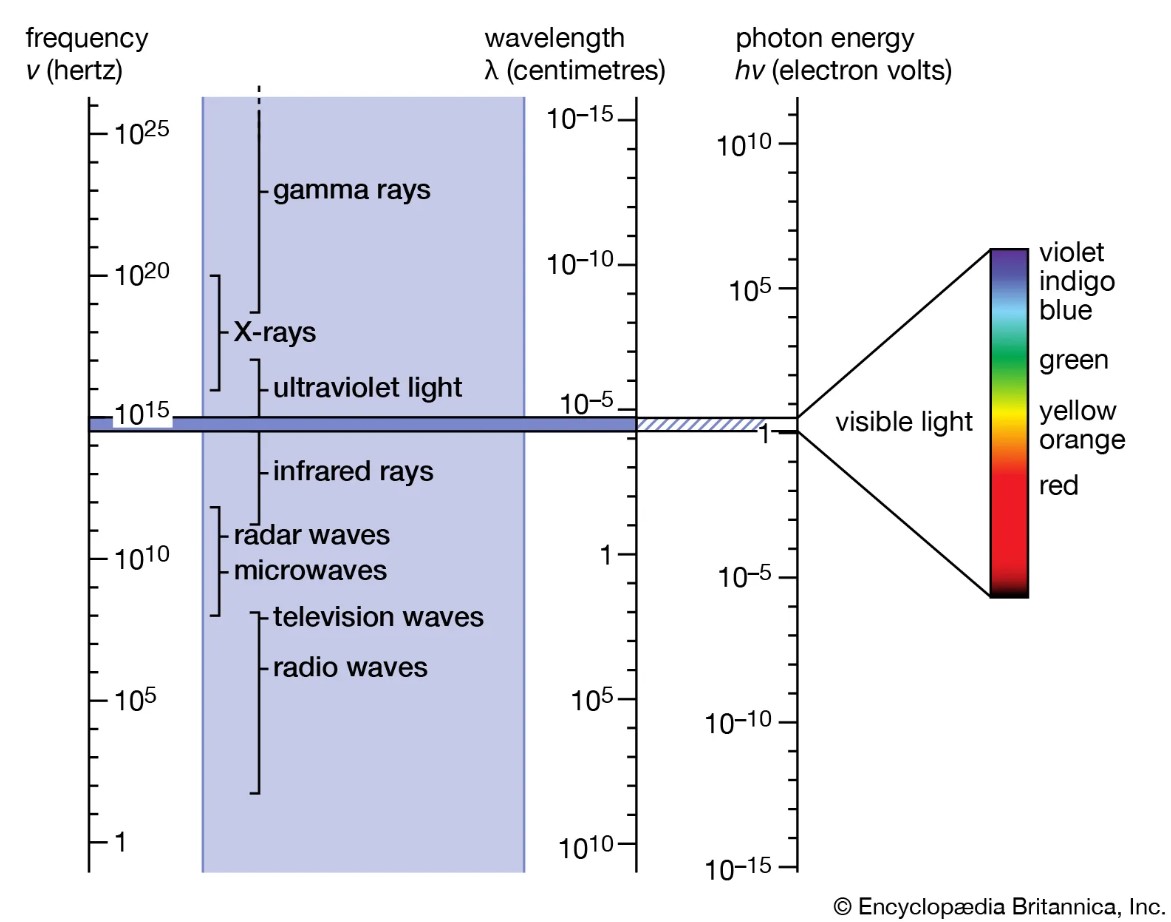 frequency
ν (hertz)
wavelength
λ (centimetres)
photon energy
hν (electron volts)
10²⁵
10²⁰
10¹⁵
10¹⁰
10⁵
1
gamma rays
X-rays
ultraviolet light
infrared rays
radar waves
microwaves
television waves
radio waves
10⁻¹⁵
10⁻¹⁰
10⁻⁵
1
10⁵
10¹⁰
10¹⁰
10⁵
1
10⁻⁵
10⁻¹⁰
10⁻¹⁵
visible light
violet
indigo
blue
green
yellow
orange
red
© Encyclopædia Britannica, Inc.